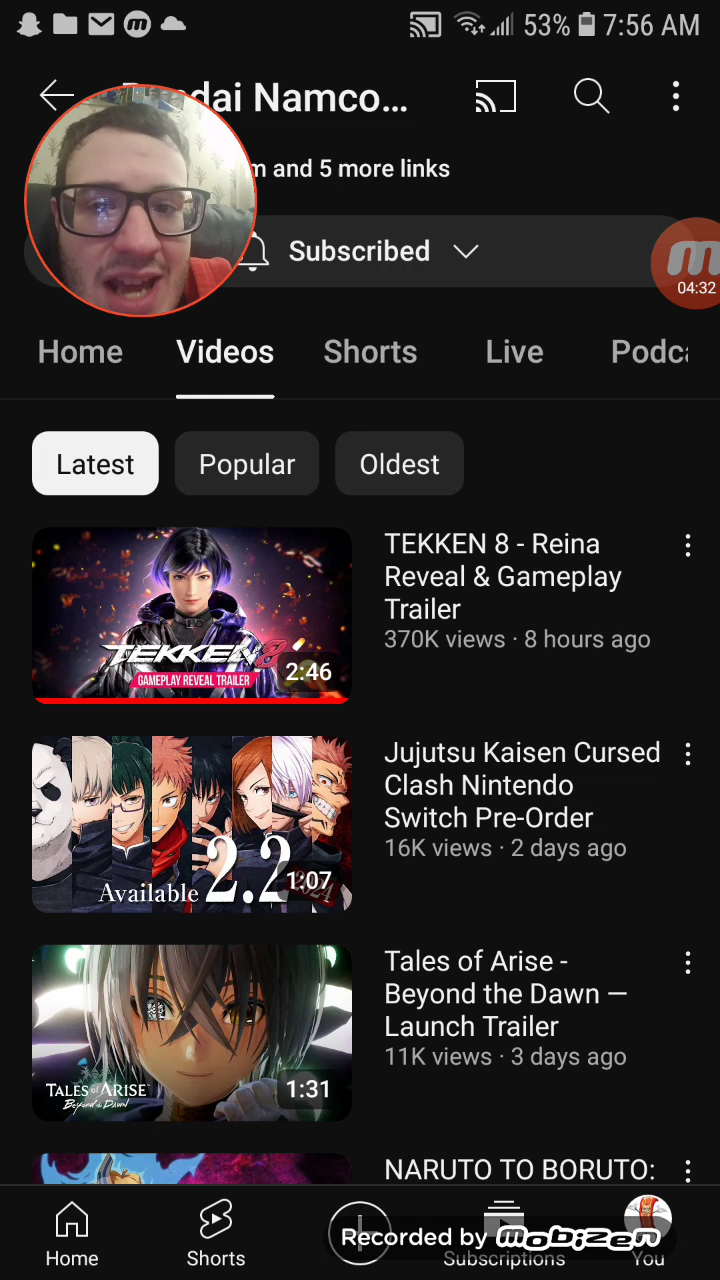 53% 7:56 AM
Bandai Namco...
m and 5 more links
Subscribed
04:32
Home Videos Shorts Live Podca
Latest Popular Oldest
TEKKEN 8 - Reina
Reveal & Gameplay
Trailer
370K views · 8 hours ago
TEKKEN 8
GAMEPLAY REVEAL TRAILER
2:46
Jujutsu Kaisen Cursed
Clash Nintendo
Switch Pre-Order
16K views · 2 days ago
Available 2.2
2024
1:07
Tales of Arise -
Beyond the Dawn —
Launch Trailer
11K views · 3 days ago
TALES of ARISE
Beyond the Dawn
1:31
NARUTO TO BORUTO:
Recorded by mobizen
Home Shorts Subscriptions You